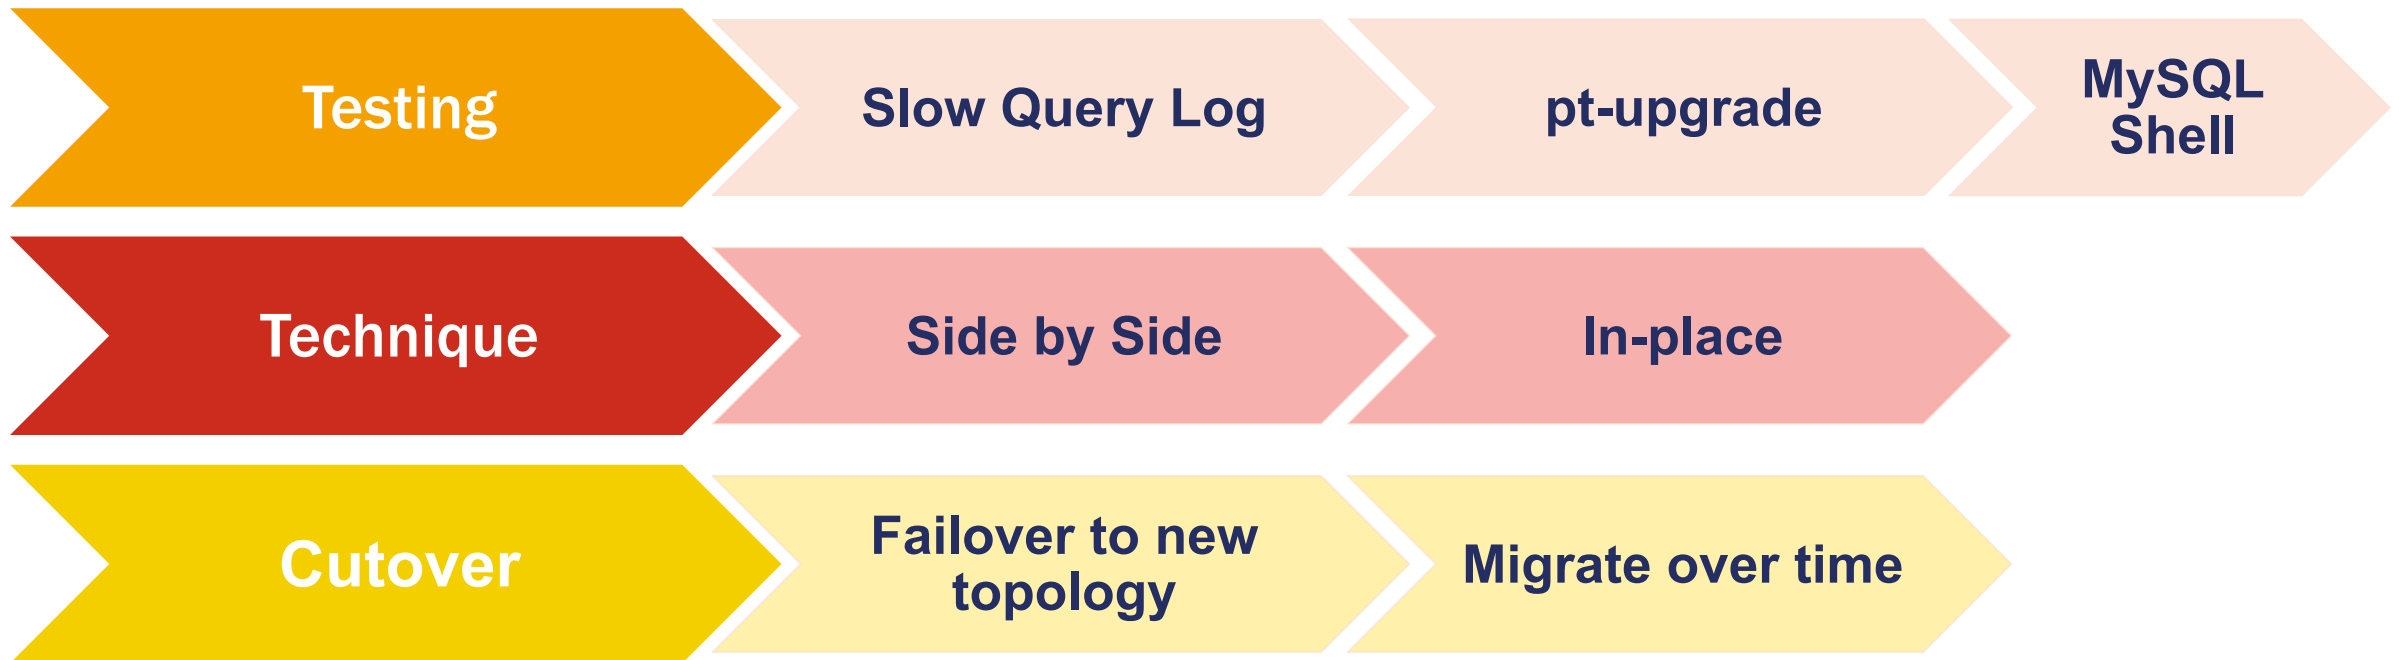 Testing
Slow Query Log
pt-upgrade
MySQL
Shell
Technique
Side by Side
In-place
Cutover
Failover to new
topology
Migrate over time